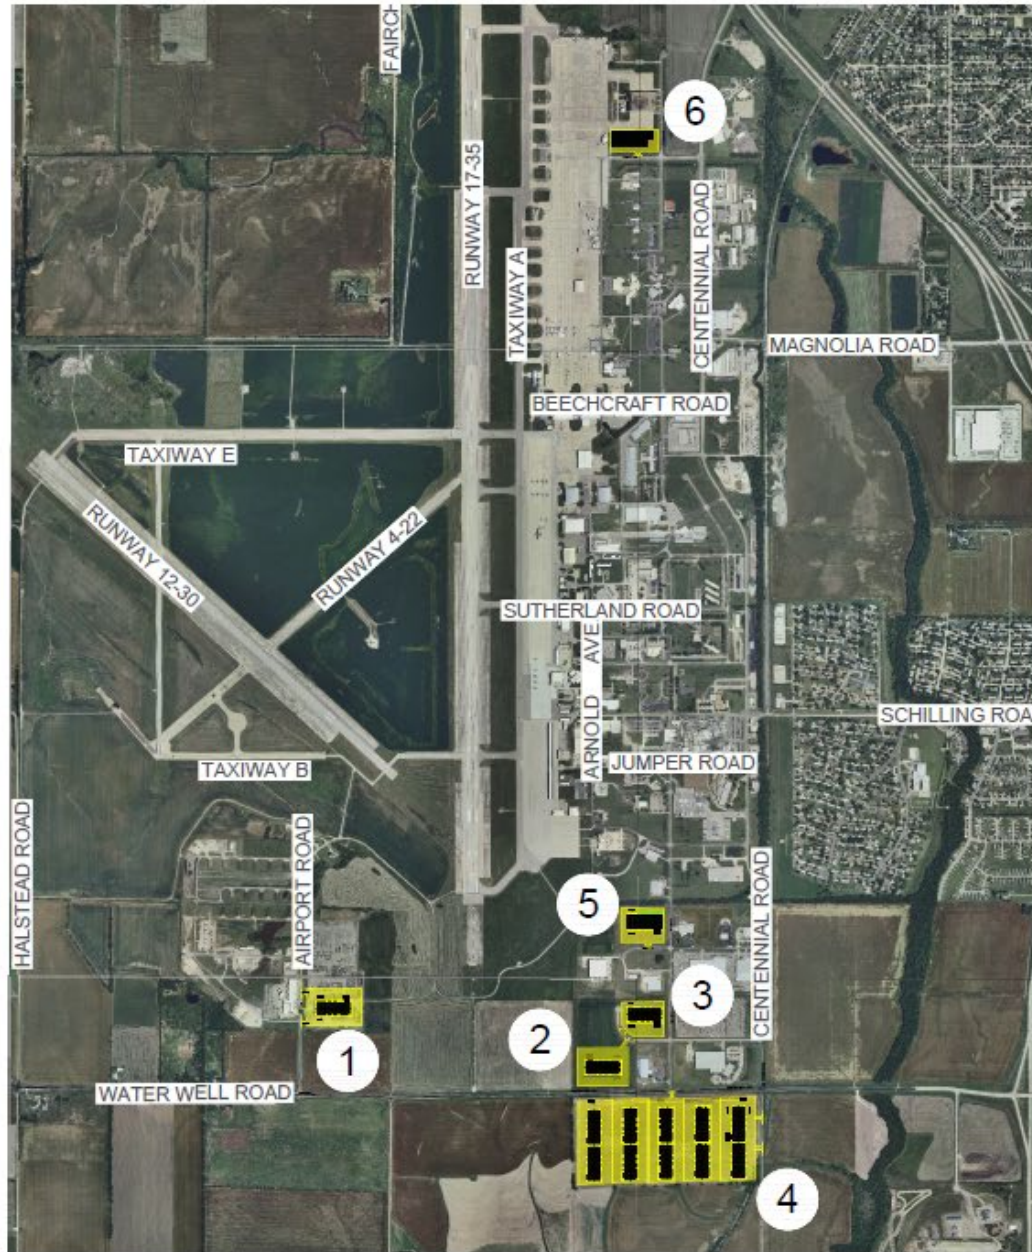 FAIRCH
6
RUNWAY 17-35
CENTENNIAL ROAD
TAXIWAY A
MAGNOLIA ROAD
BEECHCRAFT ROAD
TAXIWAY E
RUNWAY 12-30
RUNWAY 4-22
SUTHERLAND ROAD
ARNOLD AVE
SCHILLING ROA
JUMPER ROAD
TAXIWAY B
HALSTEAD ROAD
AIRPORT ROAD
CENTENNIAL ROAD
5
3
2
1
WATER WELL ROAD
4